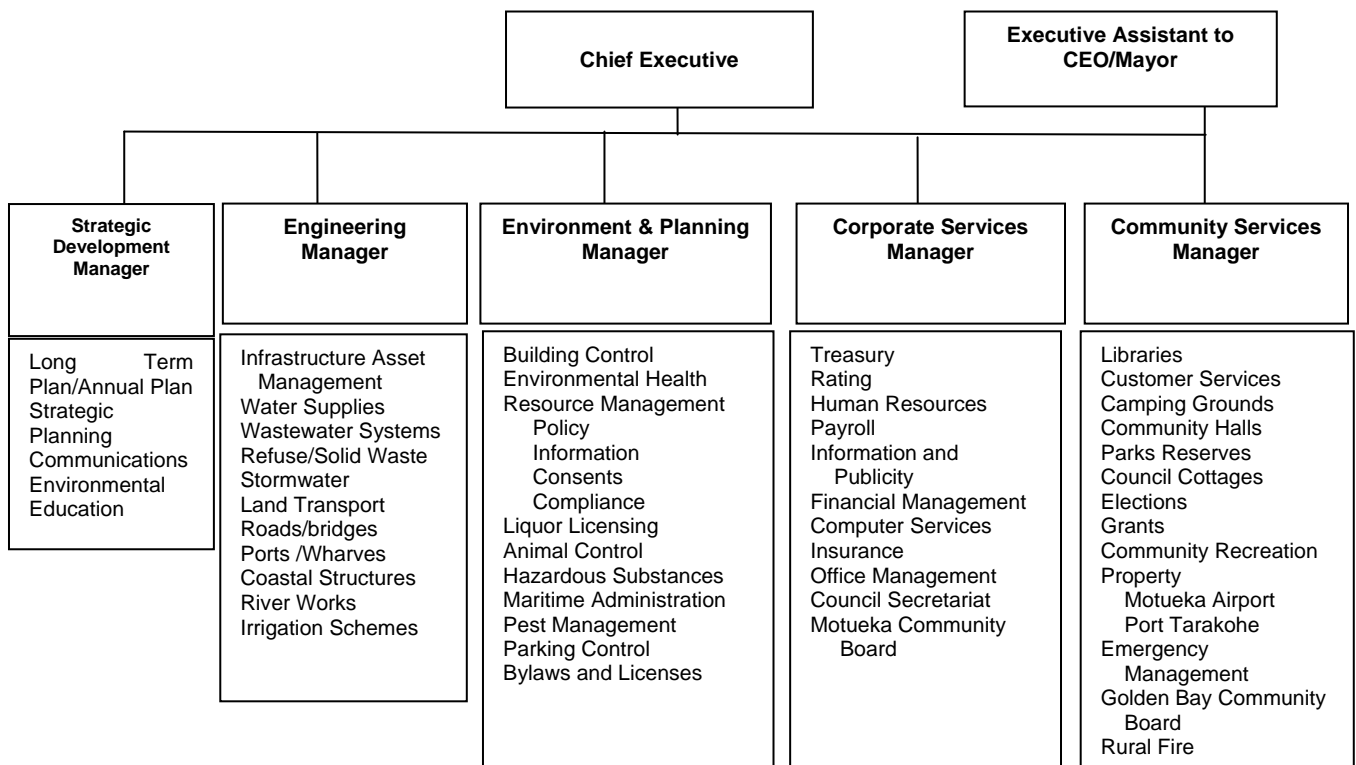 Chief Executive
Executive Assistant to
CEO/Mayor
Strategic
Development
Manager
Engineering
Manager
Environment & Planning
Manager
Corporate Services
Manager
Community Services
Manager
Long Term
Plan/Annual Plan
Strategic
Planning
Communications
Environmental
Education
Infrastructure Asset
Management
Water Supplies
Wastewater Systems
Refuse/Solid Waste
Stormwater
Land Transport
Roads/bridges
Ports /Wharves
Coastal Structures
River Works
Irrigation Schemes
Building Control
Environmental Health
Resource Management
Policy
Information
Consents
Compliance
Liquor Licensing
Animal Control
Hazardous Substances
Maritime Administration
Pest Management
Parking Control
Bylaws and Licenses
Treasury
Rating
Human Resources
Payroll
Information and
Publicity
Financial Management
Computer Services
Insurance
Office Management
Council Secretariat
Motueka Community
Board
Libraries
Customer Services
Camping Grounds
Community Halls
Parks Reserves
Council Cottages
Elections
Grants
Community Recreation
Property
Motueka Airport
Port Tarakohe
Emergency
Management
Golden Bay Community
Board
Rural Fire